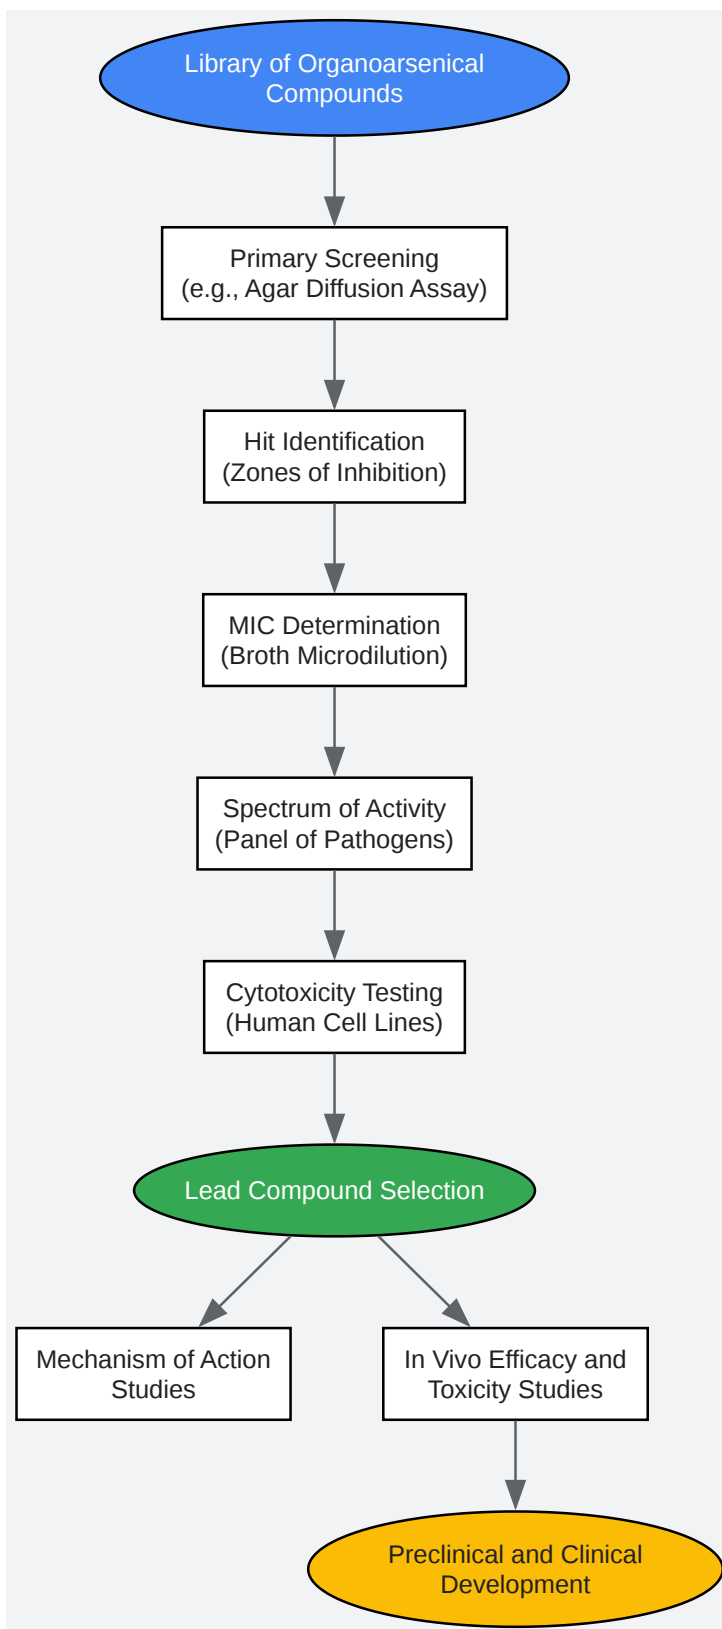 Library of Organoarsenical
Compounds
Primary Screening
(e.g., Agar Diffusion Assay)
Hit Identification
(Zones of Inhibition)
MIC Determination
(Broth Microdilution)
Spectrum of Activity
(Panel of Pathogens)
Cytotoxicity Testing
(Human Cell Lines)
Lead Compound Selection
Mechanism of Action
Studies
In Vivo Efficacy and
Toxicity Studies
Preclinical and Clinical
Development